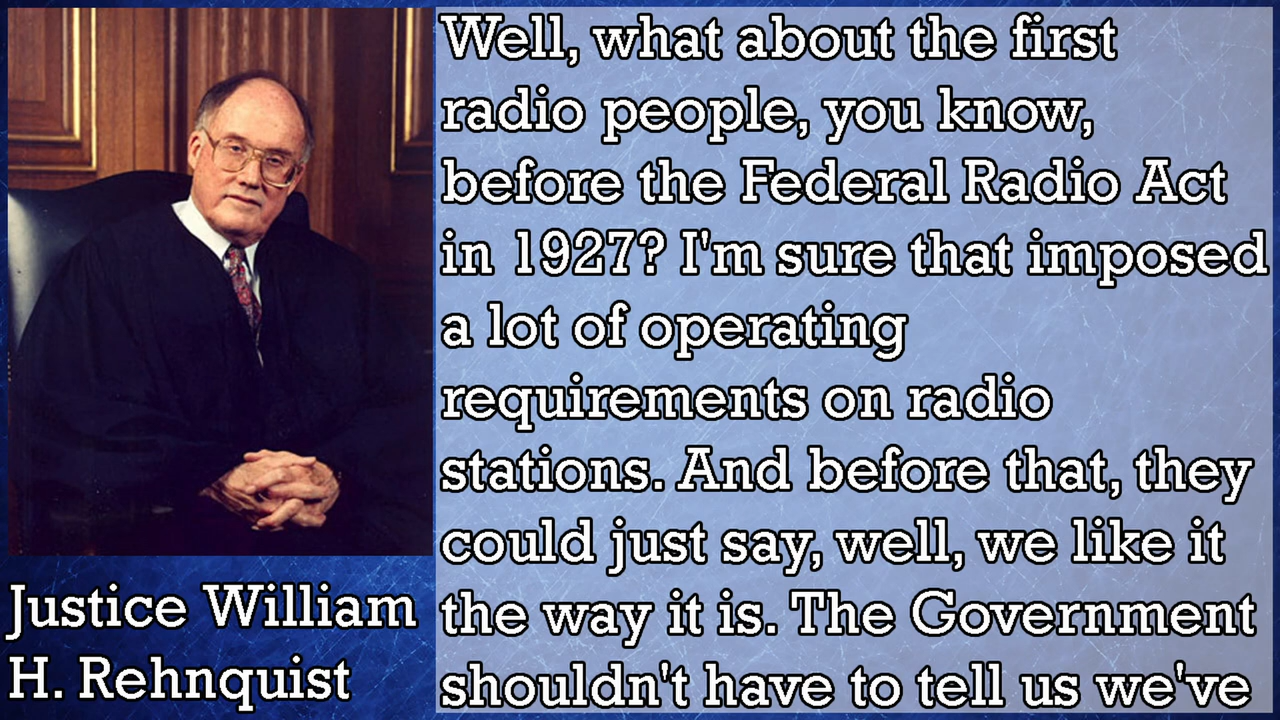 Well, what about the first
radio people, you know,
before the Federal Radio Act
in 1927? I'm sure that imposed
a lot of operating
requirements on radio
stations. And before that, they
could just say, well, we like it
the way it is. The Government
shouldn't have to tell us we've
Justice William
H. Rehnquist